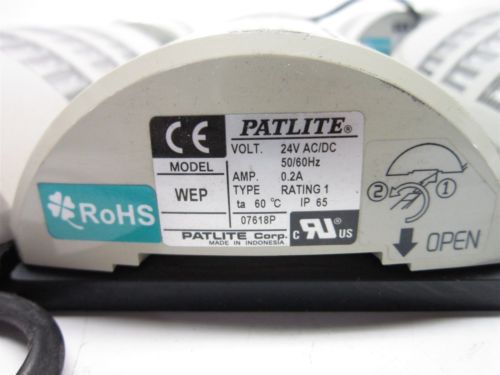 CE
PATLITE®
MODEL
WEP
VOLT. 24V AC/DC
50/60Hz
AMP. 0.2A
TYPE RATING 1
ta 60 °C IP 65
07618P
PATLITE Corp.
MADE IN INDONESIA
c RU US
RoHS
① ②
OPEN